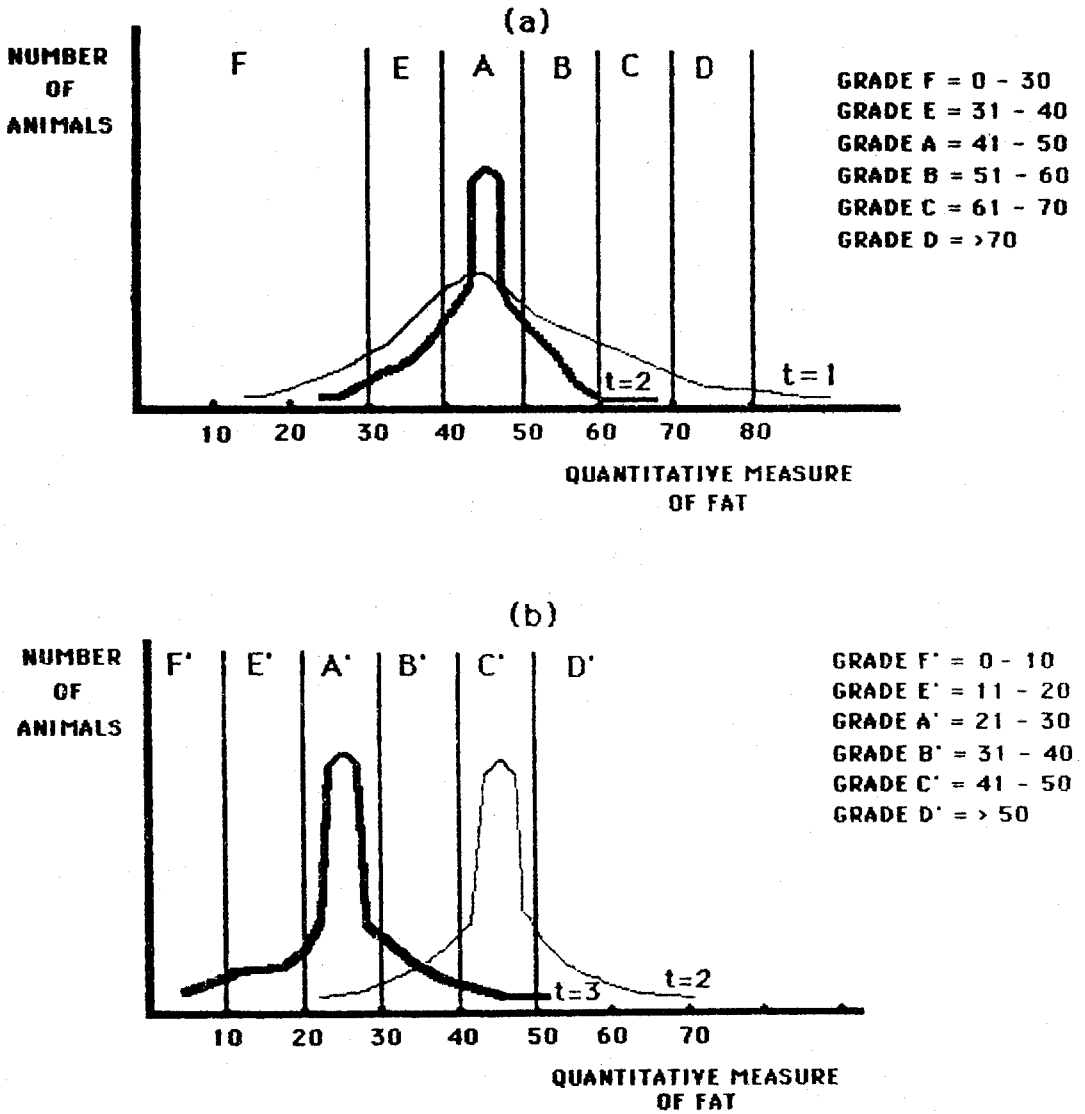 (a)
NUMBER
OF
ANIMALS
F E A B C D
GRADE F = 0 - 30
GRADE E = 31 - 40
GRADE A = 41 - 50
GRADE B = 51 - 60
GRADE C = 61 - 70
GRADE D = >70
t=2
t=1
10 20 30 40 50 60 70 80
QUANTITATIVE MEASURE
OF FAT
(b)
NUMBER
OF
ANIMALS
F' E' A' B' C' D'
GRADE F' = 0 - 10
GRADE E' = 11 - 20
GRADE A' = 21 - 30
GRADE B' = 31 - 40
GRADE C' = 41 - 50
GRADE D' = > 50
t=3
t=2
10 20 30 40 50 60 70
QUANTITATIVE MEASURE
OF FAT